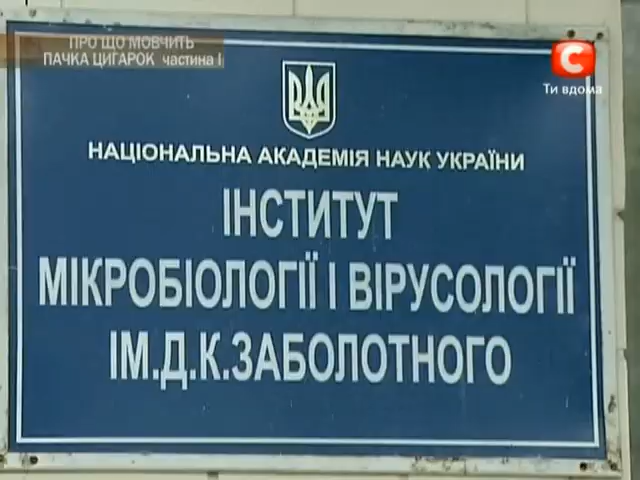 ПРО ЩО МОВЧИТЬ
ПАЧКА ЦИГАРОК частина І
С
Ти вдома
НАЦІОНАЛЬНА АКАДЕМІЯ НАУК УКРАЇНИ
ІНСТИТУТ
МІКРОБІОЛОГІЇ І ВІРУСОЛОГІЇ
ІМ.Д.К.ЗАБОЛОТНОГО